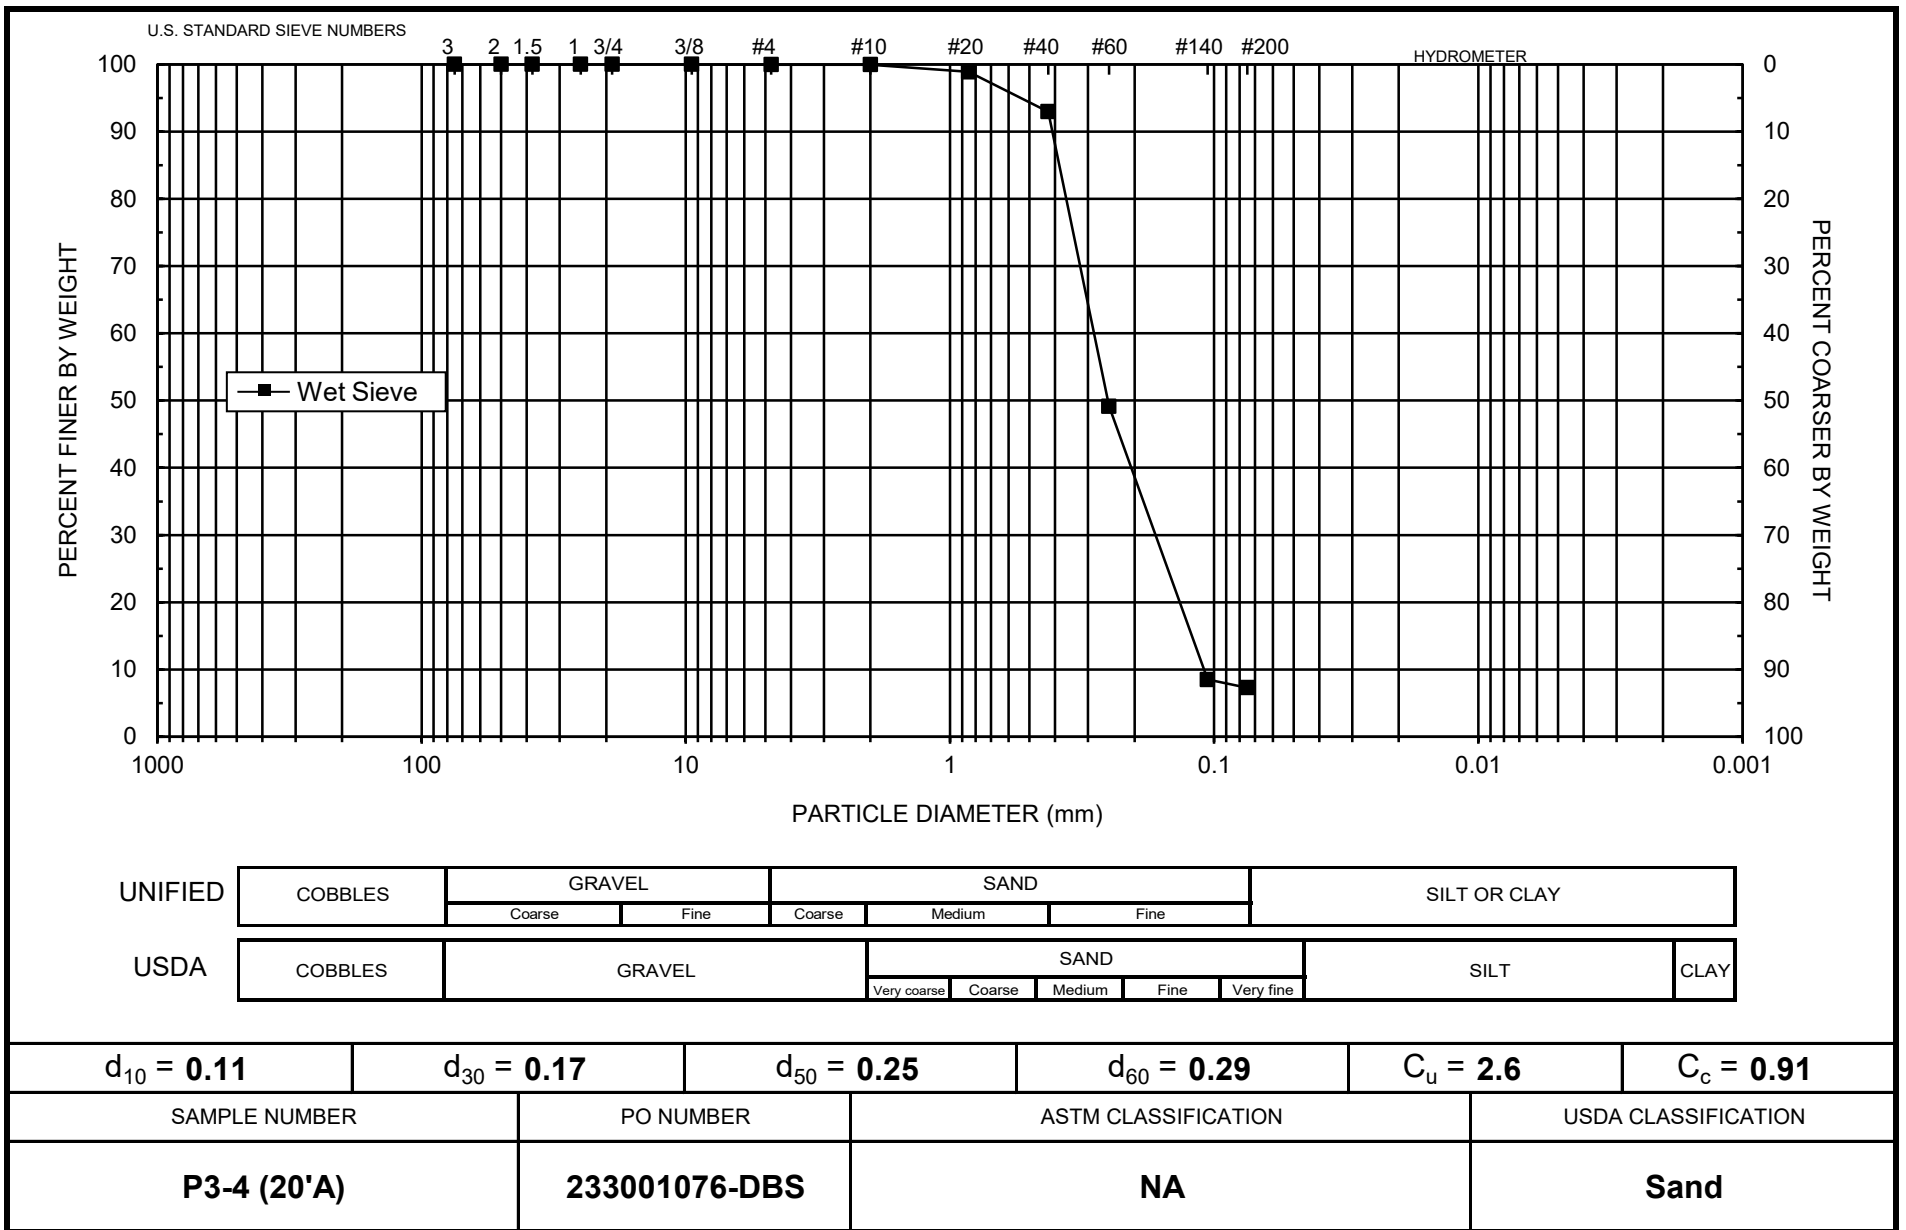 U.S. STANDARD SIEVE NUMBERS
3 2 1.5 1 3/4 3/8 #4 #10 #20 #40 #60 #140 #200
HYDROMETER
100 0
90 10
80 20
70 30
60 40
50 50
40 60
30 70
20 80
10 90
0 100
PERCENT FINER BY WEIGHT
PERCENT COARSER BY WEIGHT
Wet Sieve
1000 100 10 1 0.1 0.01 0.001
PARTICLE DIAMETER (mm)
UNIFIED COBBLES GRAVEL SAND SILT OR CLAY
Coarse Fine Coarse Medium Fine
USDA COBBLES GRAVEL SAND SILT CLAY
Very coarse Coarse Medium Fine Very fine
d10 = 0.11 d30 = 0.17 d50 = 0.25 d60 = 0.29 Cu = 2.6 Cc = 0.91
SAMPLE NUMBER PO NUMBER ASTM CLASSIFICATION USDA CLASSIFICATION
P3-4 (20'A) 233001076-DBS NA Sand